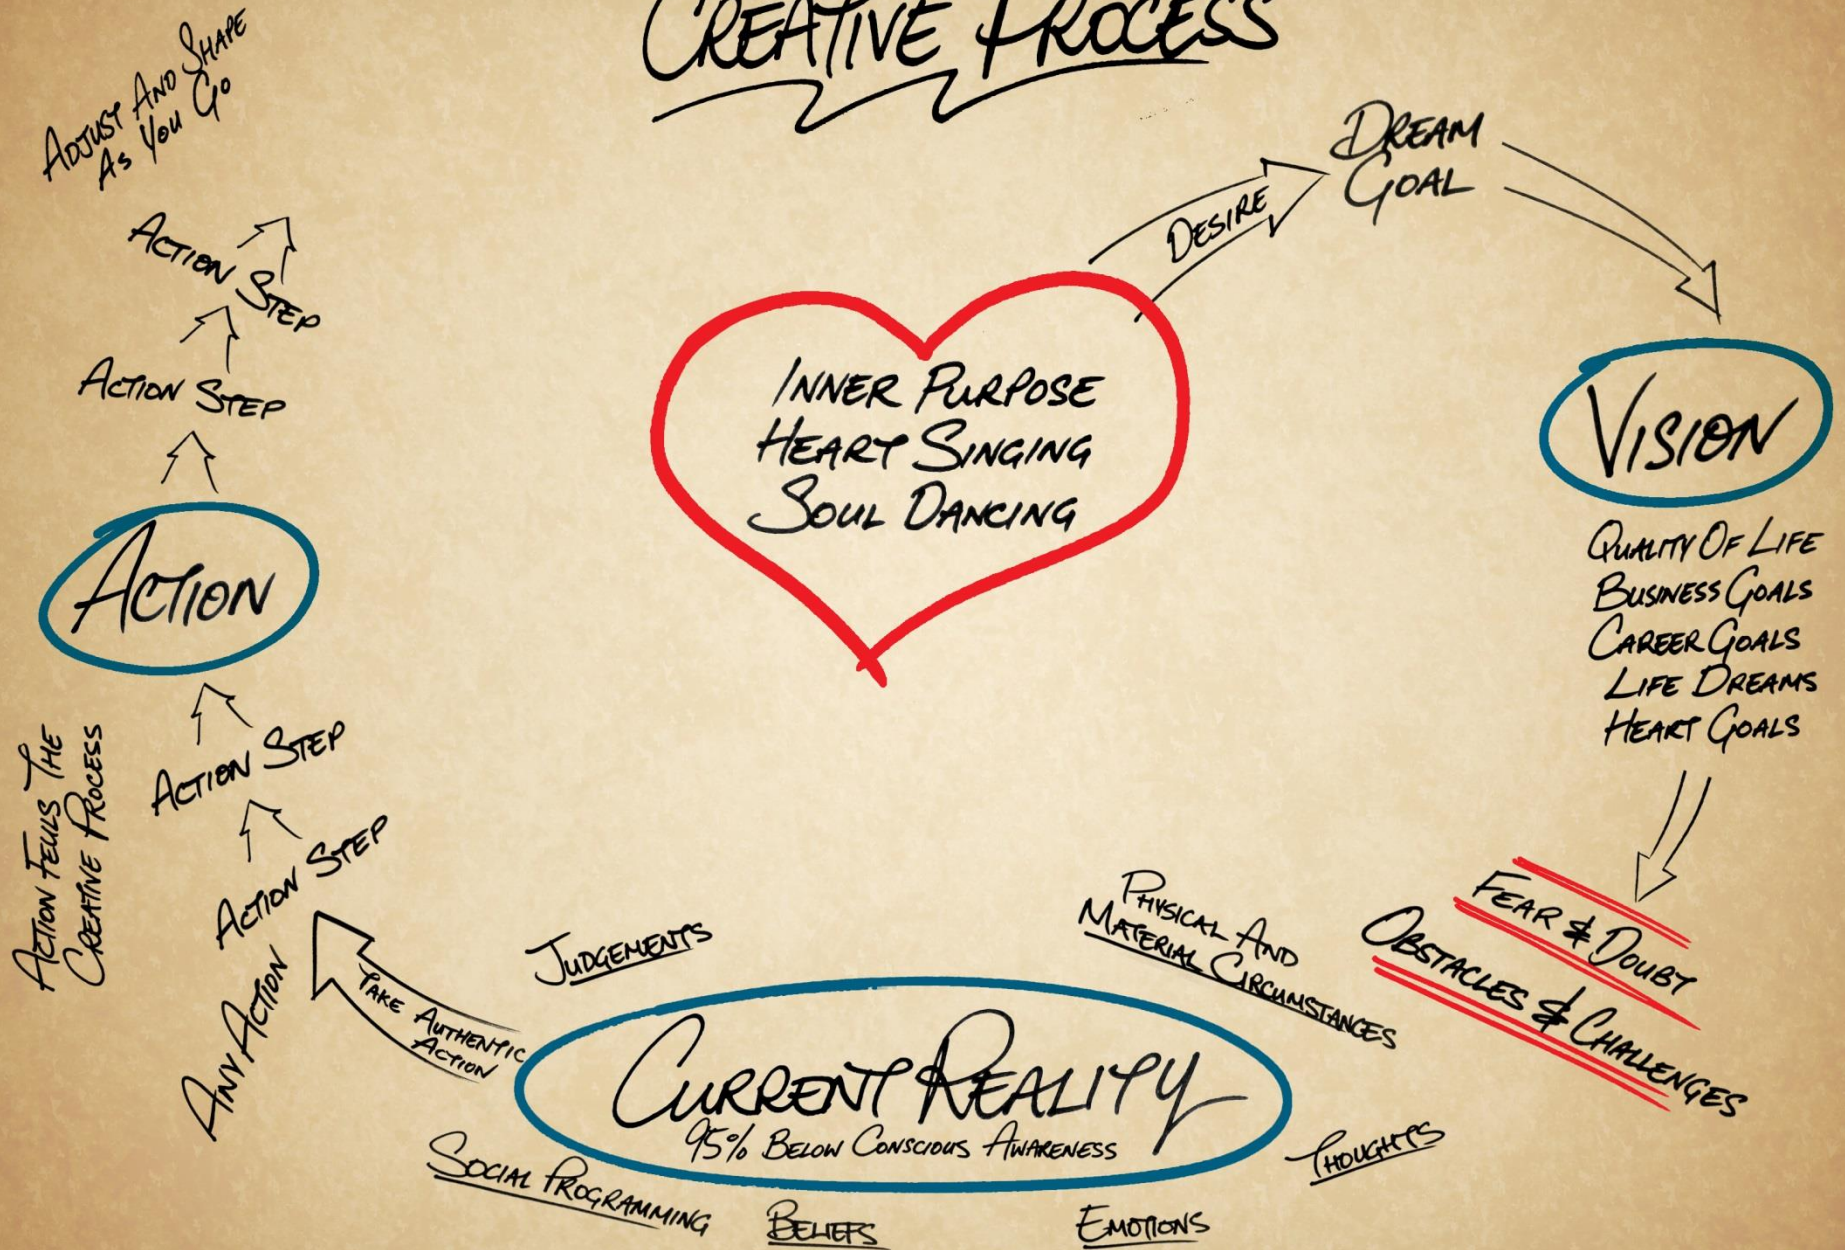 CREATIVE PROCESS
ADJUST AND SHAPE
AS YOU GO
ACTION STEP
ACTION STEP
ACTION
ACTION STEP
ACTION STEP
ANY ACTION
ACTION FEULS THE
CREATIVE PROCESS
INNER PURPOSE
HEART SINGING
SOUL DANCING
DESIRE
DREAM
GOAL
VISION
QUALITY OF LIFE
BUSINESS GOALS
CAREER GOALS
LIFE DREAMS
HEART GOALS
FEAR & DOUBT
OBSTACLES & CHALLENGES
PHYSICAL AND
MATERIAL CIRCUMSTANCES
JUDGEMENTS
TAKE AUTHENTIC
ACTION
CURRENT REALITY
95% BELOW CONSCIOUS AWARENESS
THOUGHTS
SOCIAL PROGRAMMING
BELIEFS
EMOTIONS